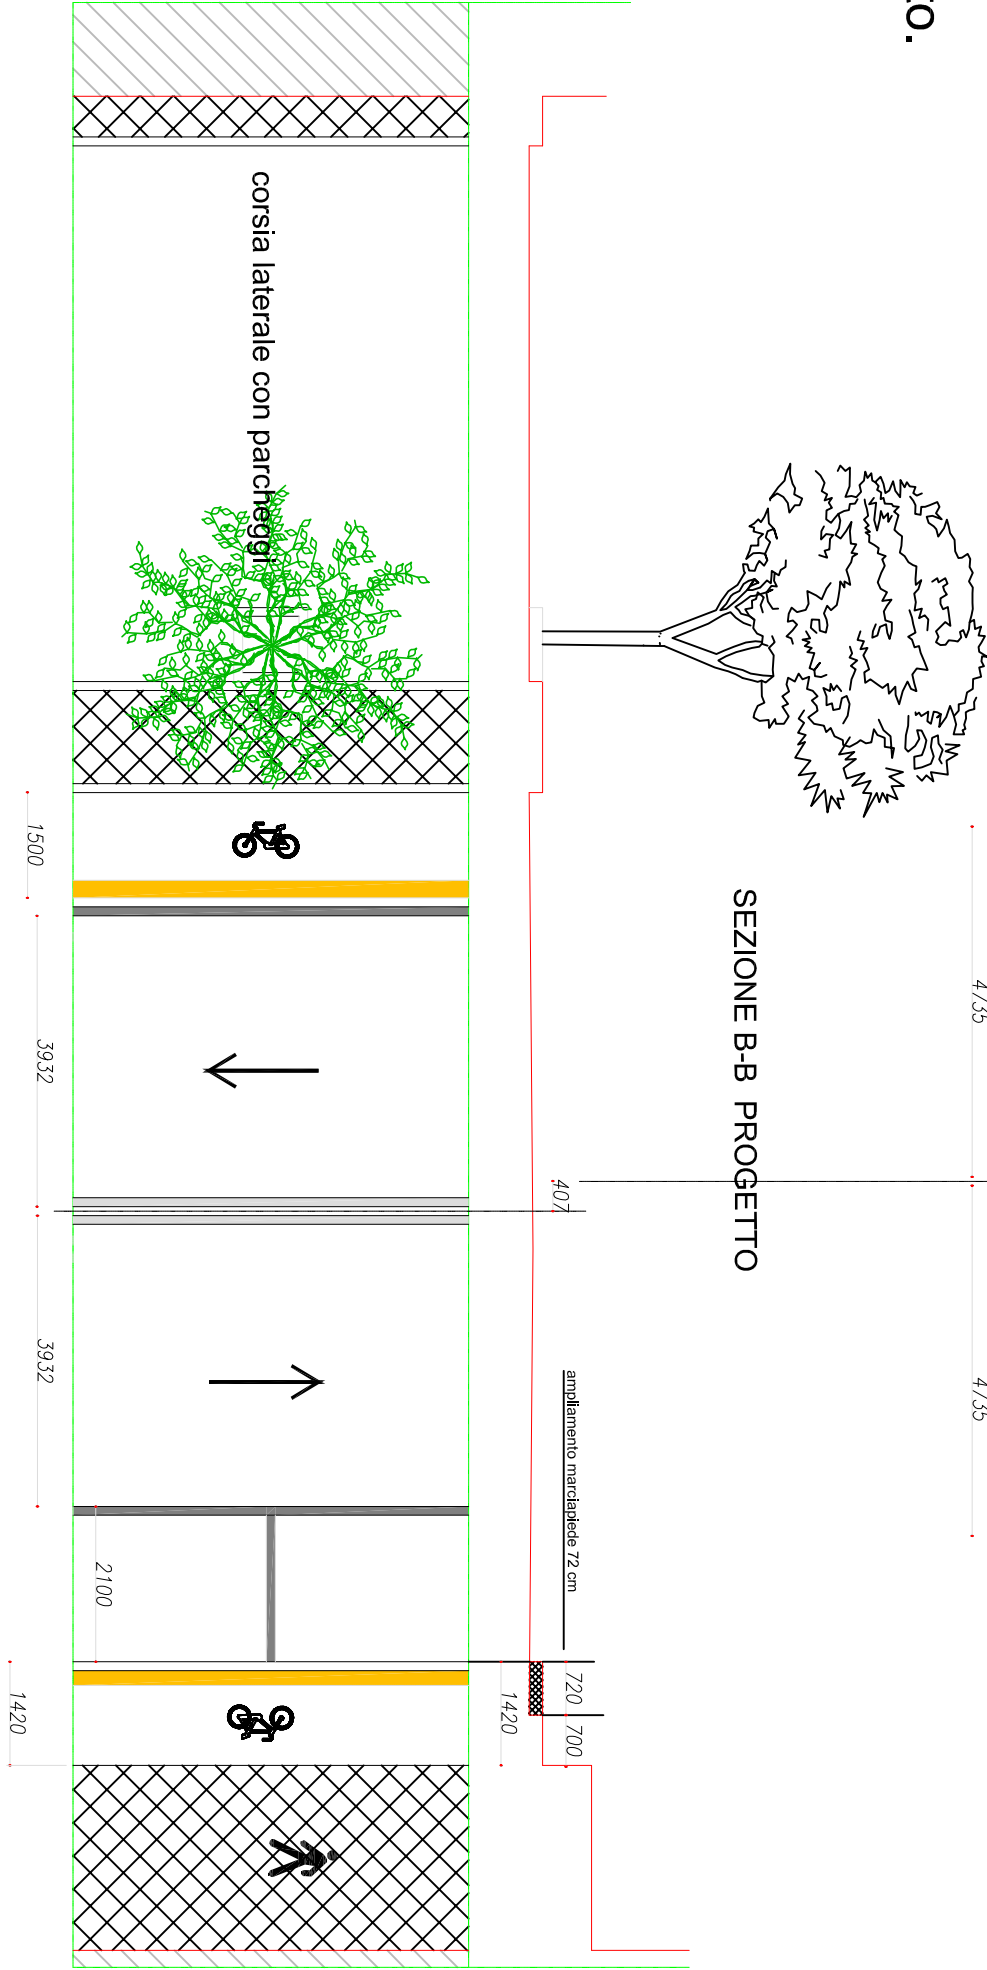 o.
corsia laterale con parcheggi
SEZIONE B-B PROGETTO
4735
4735
407
ampliamento marciapiede 72 cm
1500
3932
3932
2100
720
700
1420
1420